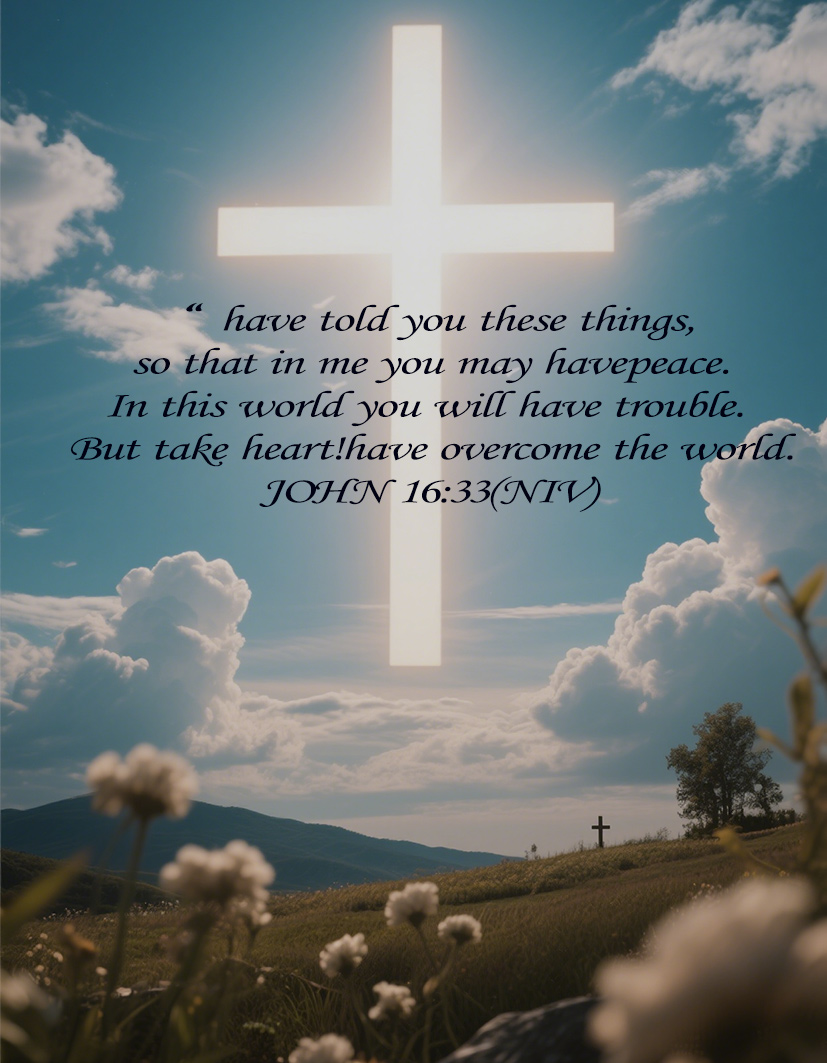 “ have told you these things,
so that in me you may havepeace.
In this world you will have trouble.
But take heart!have overcome the world.
JOHN 16:33(NIV)